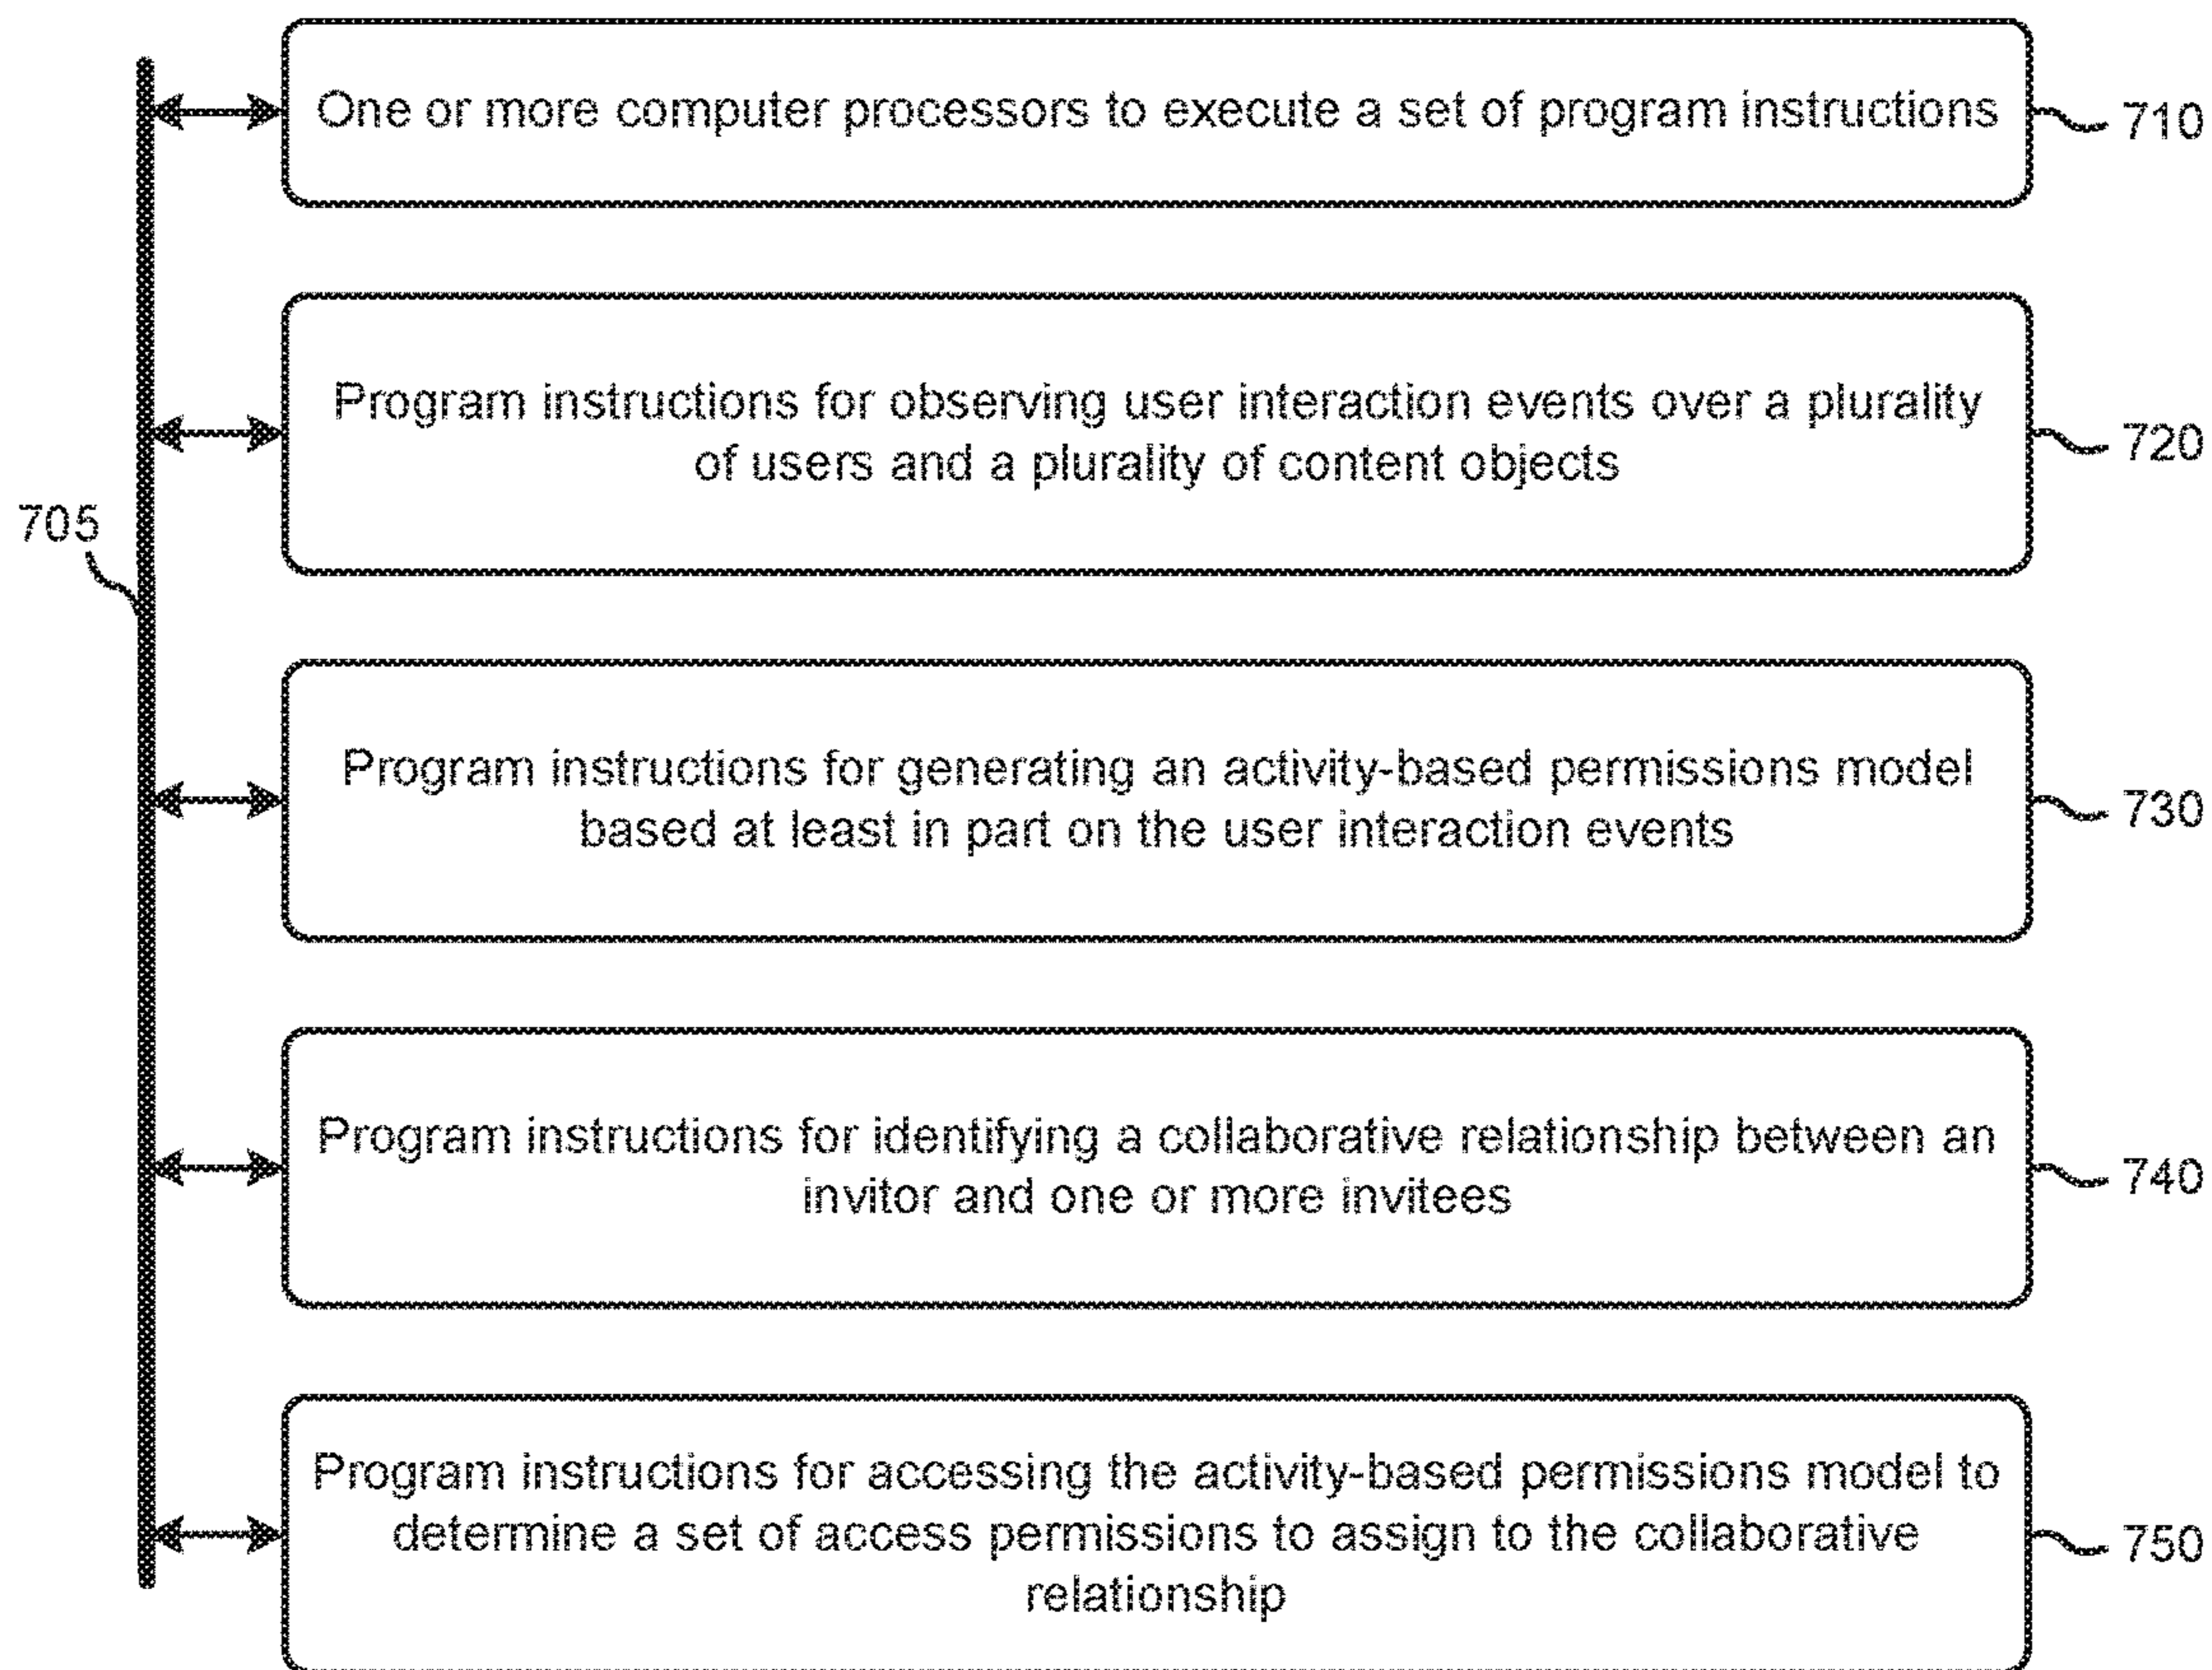 One or more computer processors to execute a set of program instructions
710
Program instructions for observing user interaction events over a plurality
of users and a plurality of content objects
720
705
Program instructions for generating an activity-based permissions model
based at least in part on the user interaction events
730
Program instructions for identifying a collaborative relationship between an
invitor and one or more invitees
740
Program instructions for accessing the activity-based permissions model to
determine a set of access permissions to assign to the collaborative
relationship
750